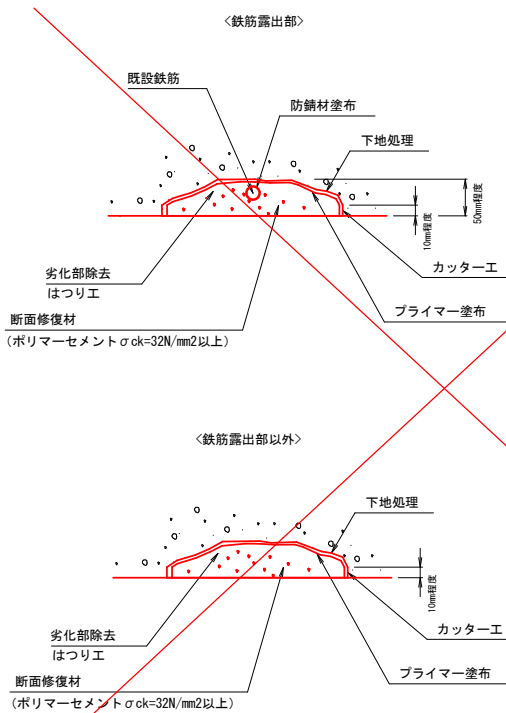 〈鉄筋露出部〉
既設鉄筋
防錆材塗布
下地処理
50mm程度
10mm程度
カッター工
劣化部除去
はつり工
プライマー塗布
断面修復材
(ポリマーセメントσck=32N/mm2以上)
〈鉄筋露出部以外〉
下地処理
10mm程度
カッター工
劣化部除去
はつり工
プライマー塗布
断面修復材
(ポリマーセメントσck=32N/mm2以上)